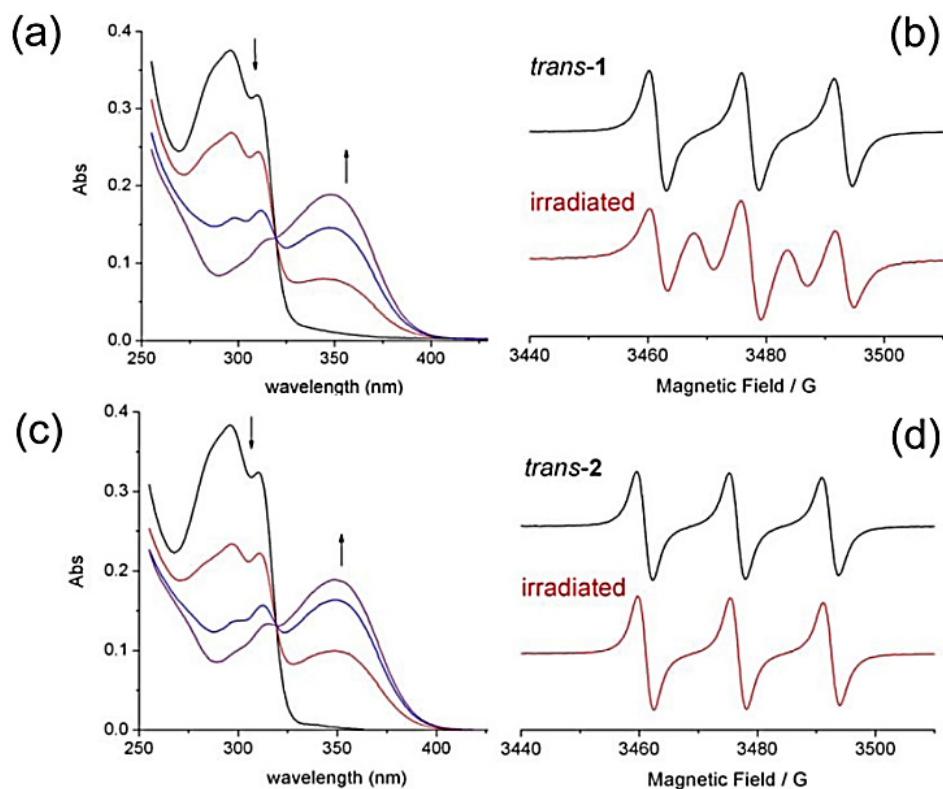 (a)
0.4
0.3
0.2
0.1
0.0
Abs
250
300
350
400
wavelength (nm)
(b)
trans-1
irradiated
3440
3460
3480
3500
Magnetic Field / G
(c)
0.4
0.3
0.2
0.1
0.0
Abs
250
300
350
400
wavelength (nm)
(d)
trans-2
irradiated
3440
3460
3480
3500
Magnetic Field / G